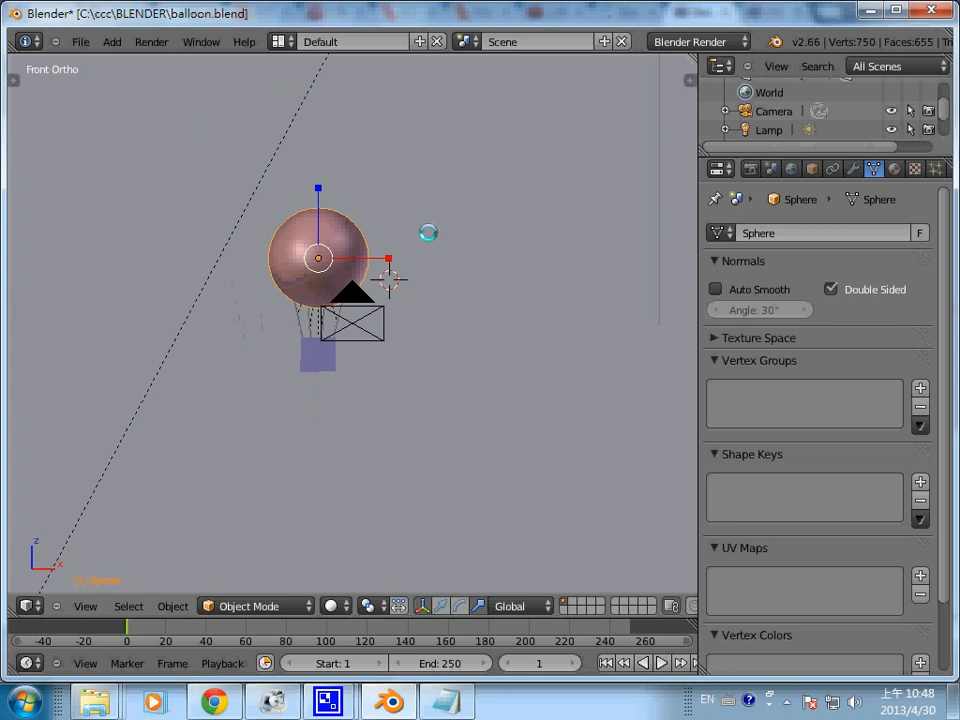 Blender* [C:\ccc\BLENDER\balloon.blend]
File Add Render Window Help Default Scene Blender Render v2.66 | Verts:750 | Faces:655 | Tri
Front Ortho
View Search All Scenes
World
Camera
Lamp
Sphere Sphere
Sphere F
Normals
Auto Smooth Double Sided
Angle: 30°
Texture Space
Vertex Groups
Shape Keys
UV Maps
Vertex Colors
z
x
(1) Sphere
View Select Object Object Mode Global
-40 -20 0 20 40 60 80 100 120 140 160 180 200 220 240 260
View Marker Frame Playback Start: 1 End: 250 1
EN
上午 10:48
2013/4/30